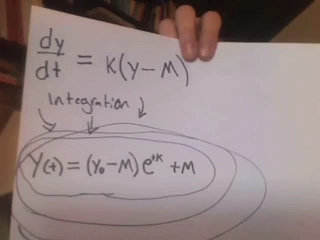 dy/dt = K(y-M)
Integration
Y(t) = (y₀-M)e^tK + M